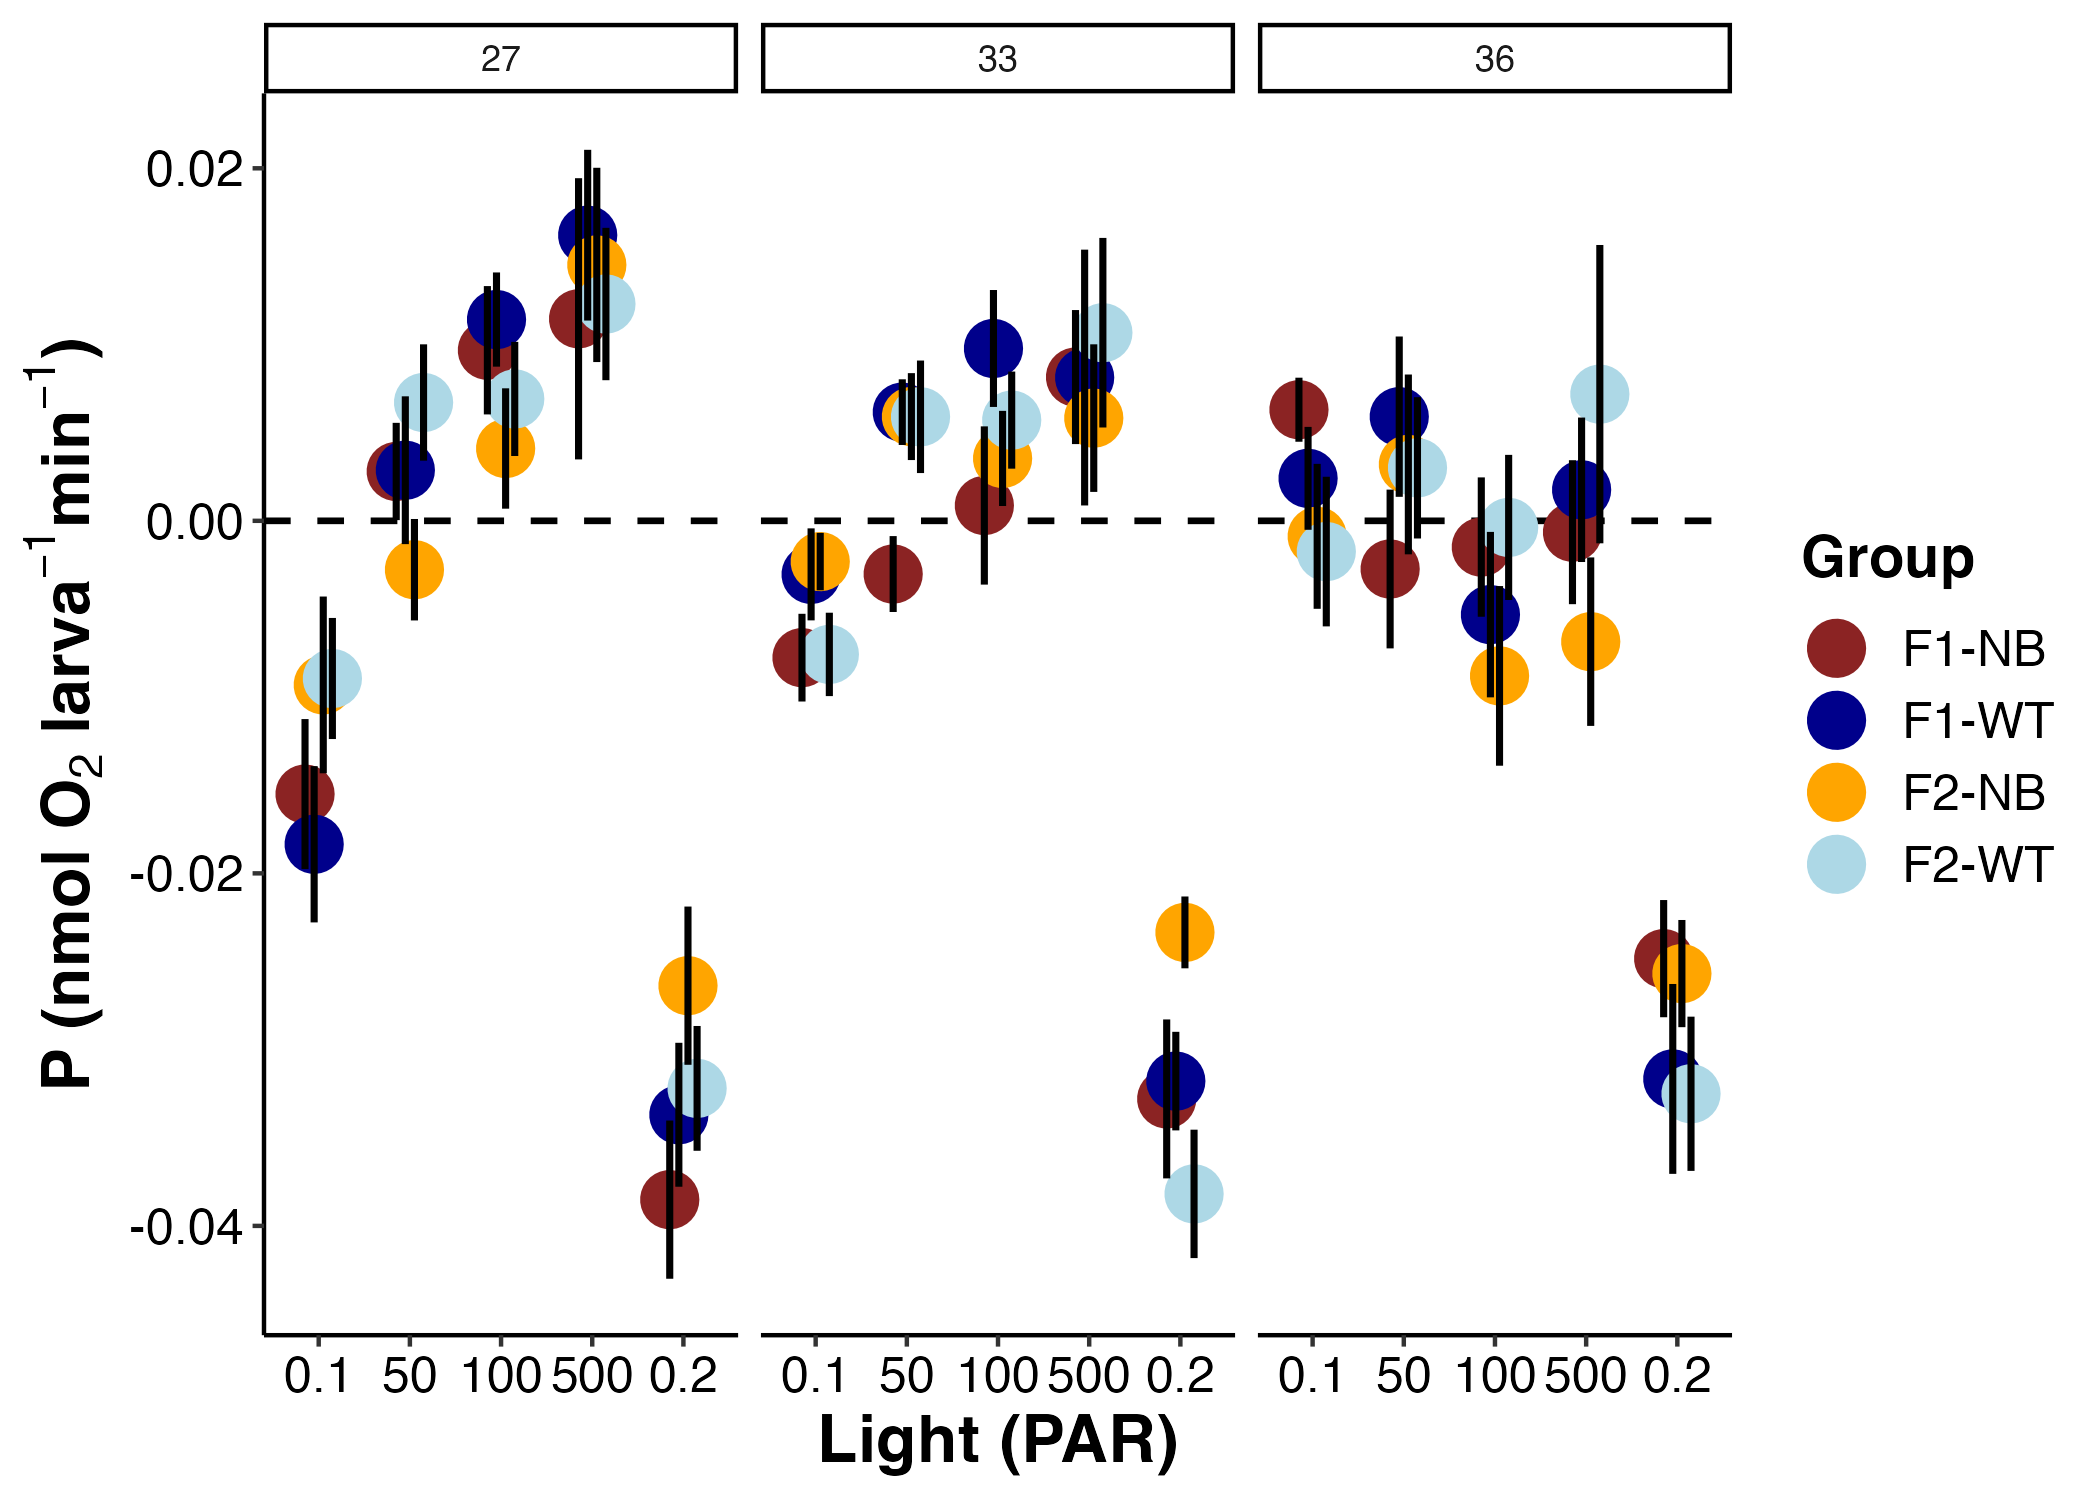 27 33 36
P (nmol O₂ larva⁻¹min⁻¹)
0.02
0.00
-0.02
-0.04
0.1 50 100 500 0.2 0.1 50 100 500 0.2 0.1 50 100 500 0.2
Light (PAR)
Group
F1-NB
F1-WT
F2-NB
F2-WT